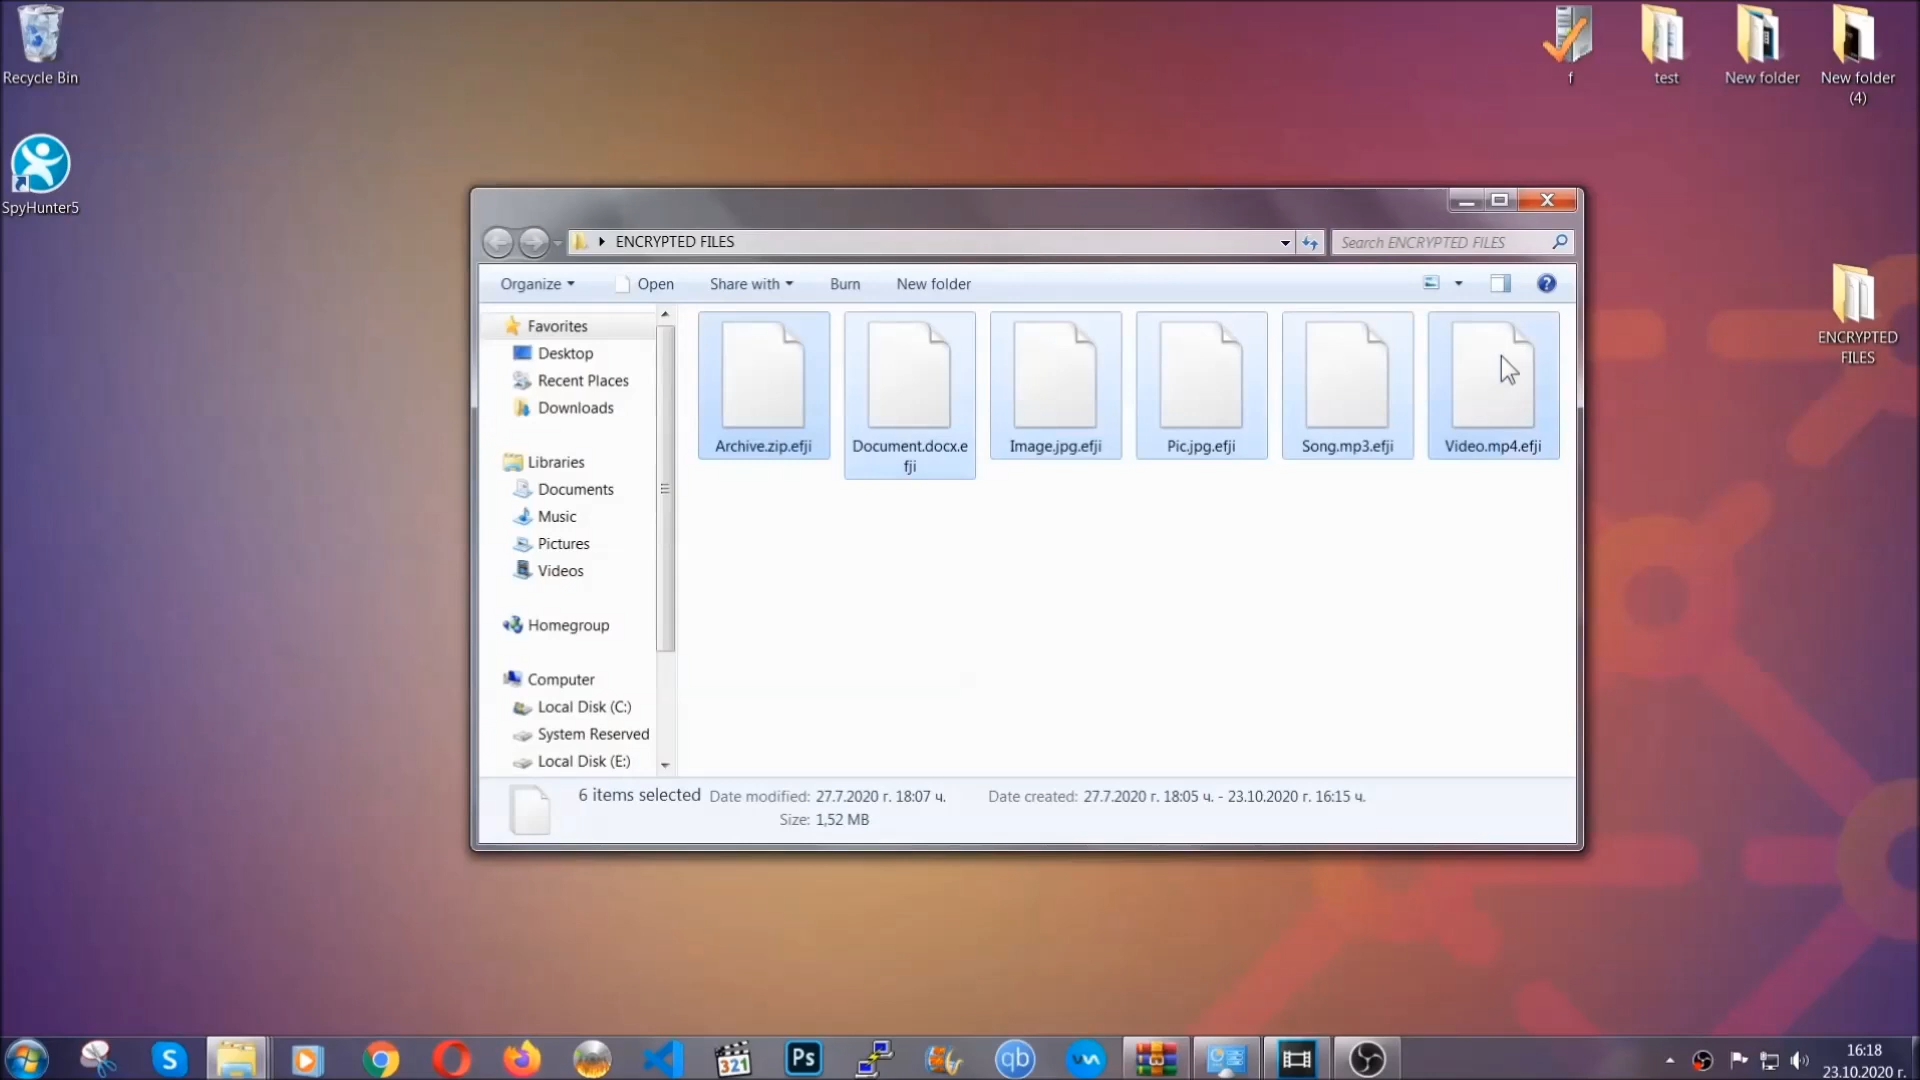 Recycle Bin
SpyHunter5
f
test
New folder
New folder
(4)
ENCRYPTED
FILES
ENCRYPTED FILES
Search ENCRYPTED FILES
Organize
Open
Share with
Burn
New folder
Favorites
Desktop
Recent Places
Downloads
Libraries
Documents
Music
Pictures
Videos
Homegroup
Computer
Local Disk (C:)
System Reserved
Local Disk (E:)
Archive.zip.efji
Document.docx.e
fji
Image.jpg.efji
Pic.jpg.efji
Song.mp3.efji
Video.mp4.efji
6 items selected
Date modified: 27.7.2020 г. 18:07 ч.
Date created: 27.7.2020 г. 18:05 ч. - 23.10.2020 г. 16:15 ч.
Size: 1,52 MB
S
321
Ps
qb
16:18
23.10.2020 г.